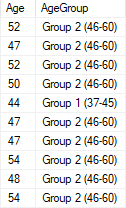 Age AgeGroup
52 Group 2 (46-60)
47 Group 2 (46-60)
52 Group 2 (46-60)
50 Group 2 (46-60)
44 Group 1 (37-45)
47 Group 2 (46-60)
47 Group 2 (46-60)
54 Group 2 (46-60)
48 Group 2 (46-60)
54 Group 2 (46-60)